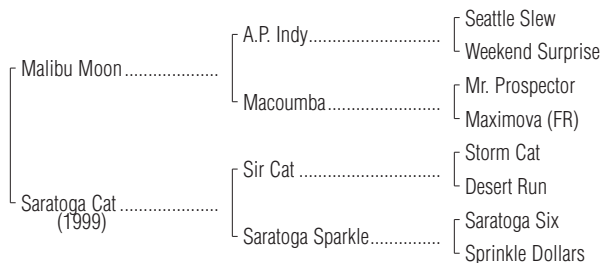 Seattle Slew
A.P. Indy
Weekend Surprise
Malibu Moon
Mr. Prospector
Macoumba
Maximova (FR)
Storm Cat
Sir Cat
Desert Run
Saratoga Cat
(1999)
Saratoga Six
Saratoga Sparkle
Sprinkle Dollars